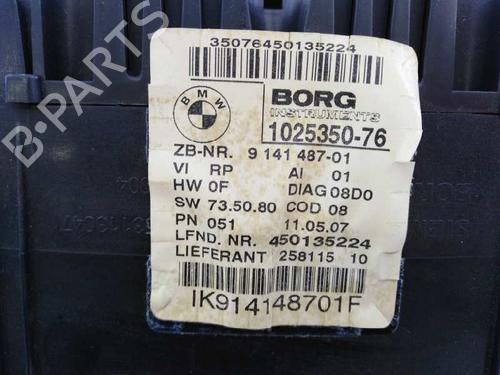 35076450135224
BMW
BORG
INSTRUMENTS
1025350-76
ZB-NR. 9 141 487-01
VI RP AI 01
HW 0F DIAG 08D0
SW 73.50.80 COD 08
PN 051 11.05.07
LFND. NR. 450135224
LIEFERANT 258115 10
IK914148701F
B-PARTS